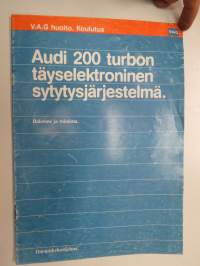 V.A.G huolto. Koulutus
Audi 200 turbon
täyselektroninen
sytytysjärjestelmä.
Rakenne ja toiminta.